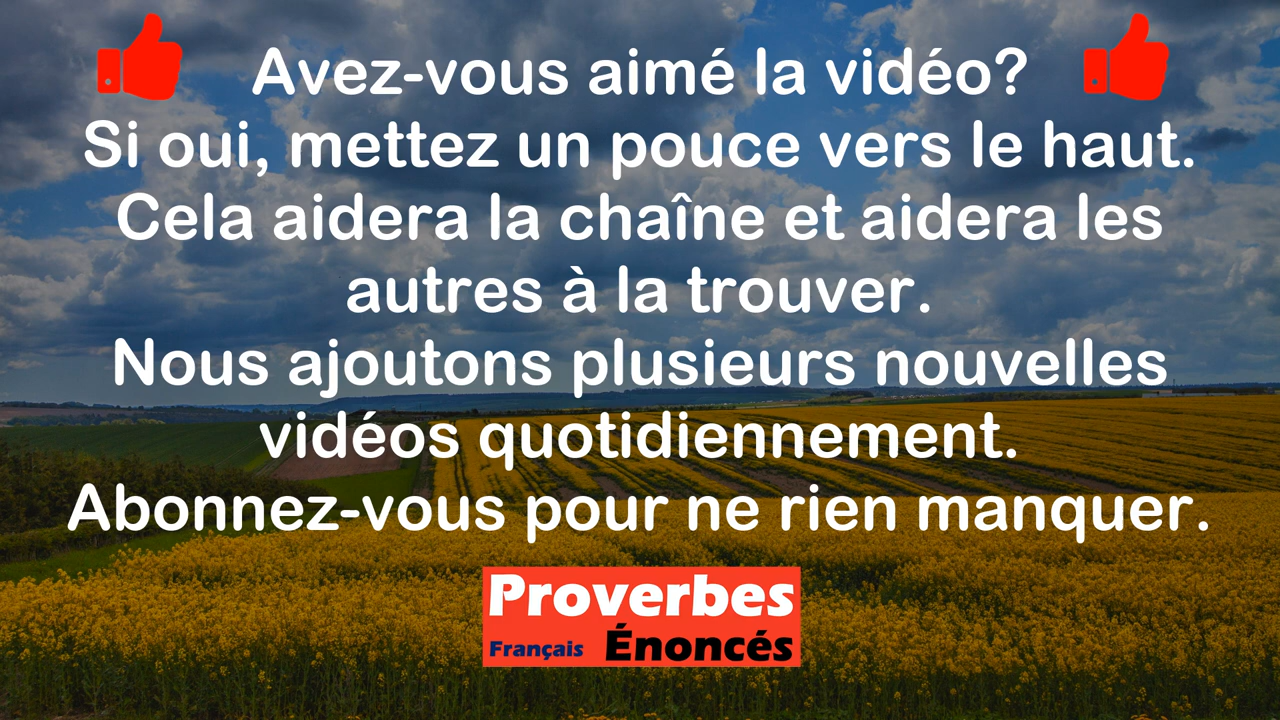 Avez-vous aimé la vidéo?
Si oui, mettez un pouce vers le haut.
Cela aidera la chaîne et aidera les
autres à la trouver.
Nous ajoutons plusieurs nouvelles
vidéos quotidiennement.
Abonnez-vous pour ne rien manquer.
Proverbes
Français Énoncés